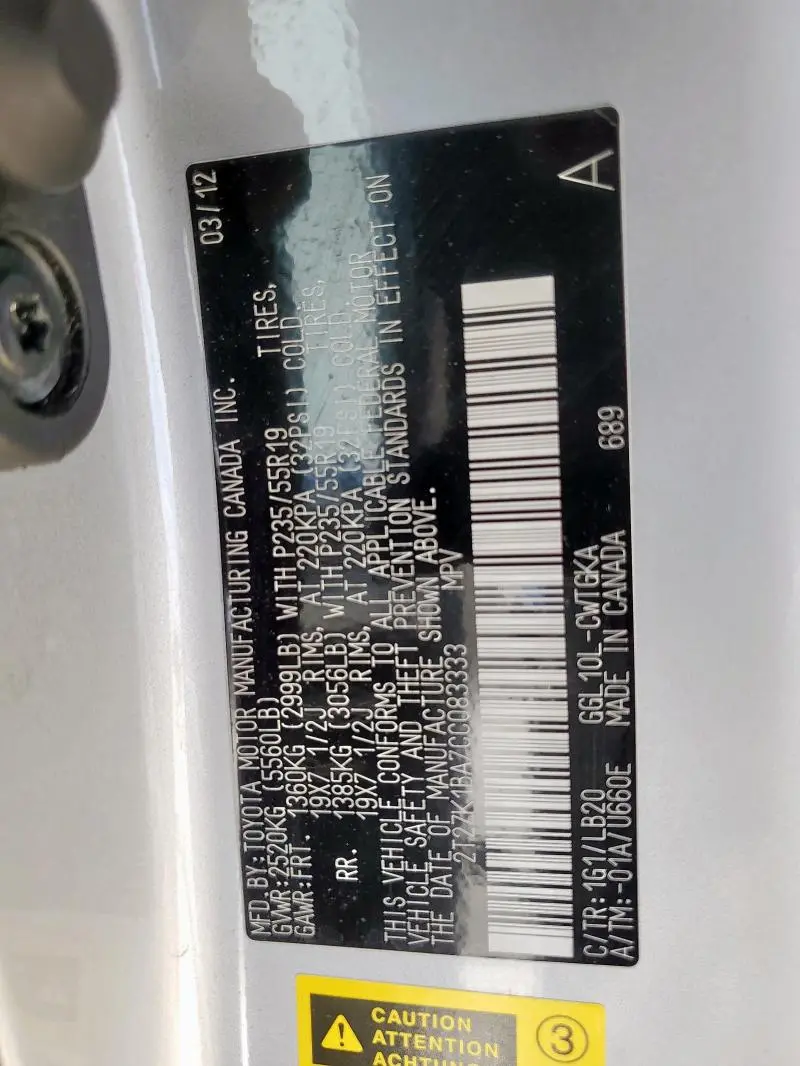 MFD. BY:TOYOTA MOTOR MANUFACTURING CANADA INC. 03/12
GVWR:2520KG (5560LB)
GAWR:FRT. 1360KG (2999LB) WITH P235/55R19 TIRES,
19X7 1/2J RIMS, AT 220KPA (32PSI) COLD.
RR. 1385KG (3056LB) WITH P235/55R19 TIRES,
19X7 1/2J RIMS, AT 220KPA (32PSI) COLD.
THIS VEHICLE CONFORMS TO ALL APPLICABLE FEDERAL MOTOR
VEHICLE SAFETY AND THEFT PREVENTION STANDARDS IN EFFECT ON
THE DATE OF MANUFACTURE SHOWN ABOVE.
2T2ZK1BA7CC083333 MPV
C/TR:1G1/LB20 GGL10L-CWTGKA
A/TM:-01A/U660E MADE IN CANADA 689
A
CAUTION
ATTENTION
ACHTUNG
3